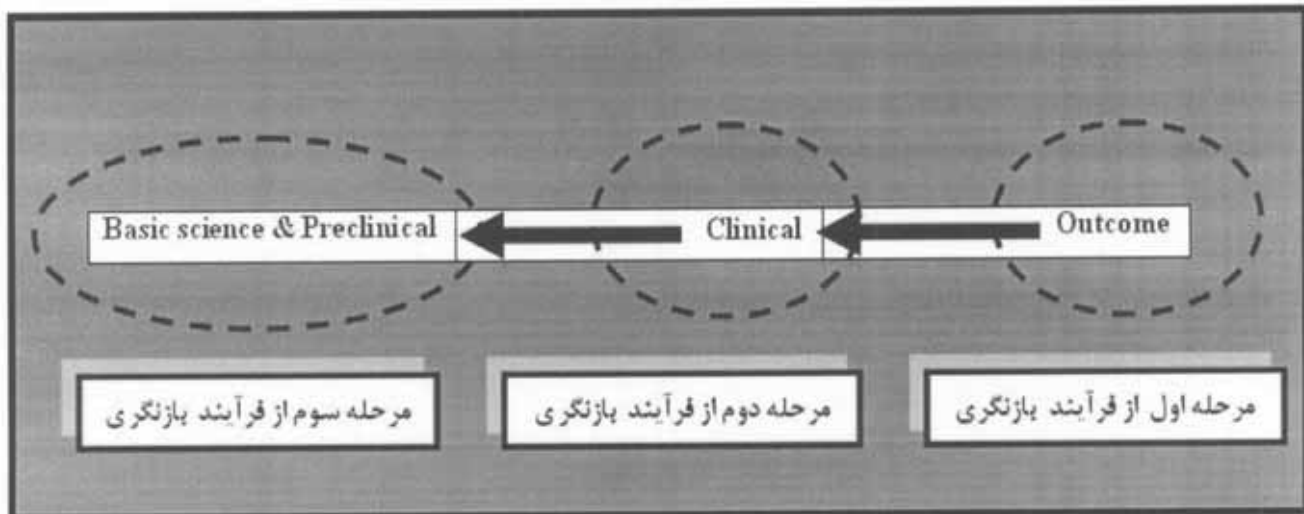 Basic science & Preclinical
Clinical
Outcome
مرحله اول از فرآیند بازنگری
مرحله دوم از فرآیند بازنگری
مرحله سوم از فرآیند بازنگری